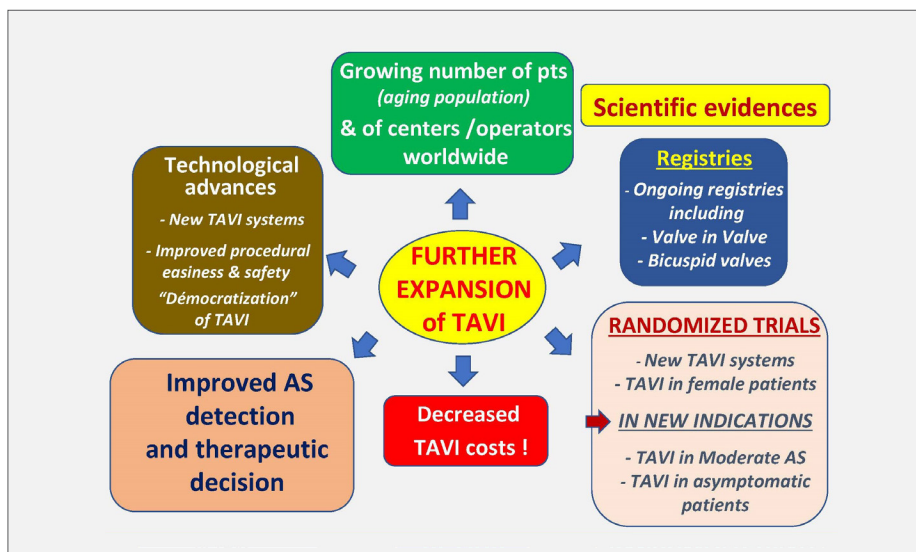 Growing number of pts
(aging population)
& of centers /operators
worldwide
Scientific evidences
Technological
advances
- New TAVI systems
- Improved procedural
easiness & safety
“Démocratization”
of TAVI
Registries
- Ongoing registries
including
- Valve in Valve
- Bicuspid valves
FURTHER
EXPANSION
of TAVI
RANDOMIZED TRIALS
- New TAVI systems
- TAVI in female patients
IN NEW INDICATIONS
- TAVI in Moderate AS
- TAVI in asymptomatic
patients
Improved AS
detection
and therapeutic
decision
Decreased
TAVI costs !